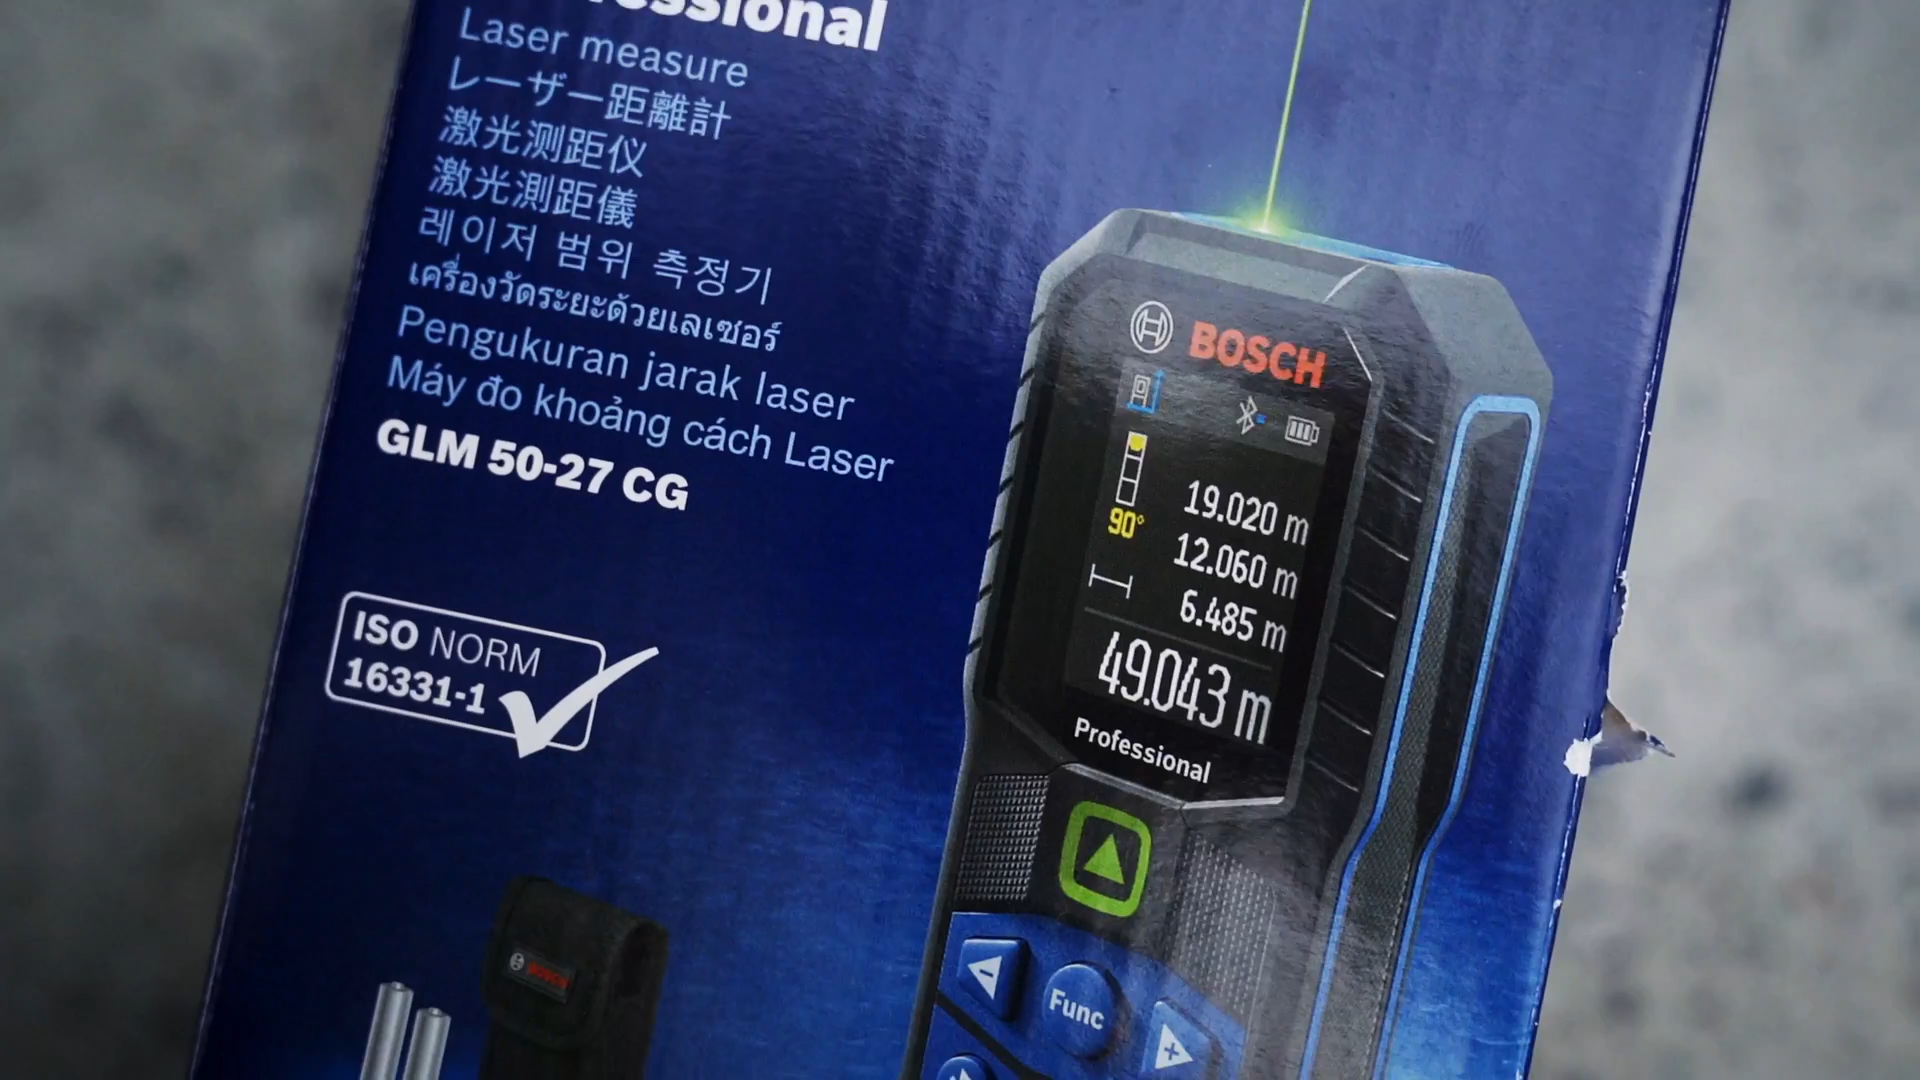 Professional
Laser measure
レーザー距離計
激光测距仪
激光測距儀
레이저 범위 측정기
เครื่องวัดระยะด้วยเลเซอร์
Pengukuran jarak laser
Máy đo khoảng cách Laser
GLM 50-27 CG
ISO NORM
16331-1
BOSCH
90°
19.020 m
12.060 m
6.485 m
49.043 m
Professional
Func
BOSCH